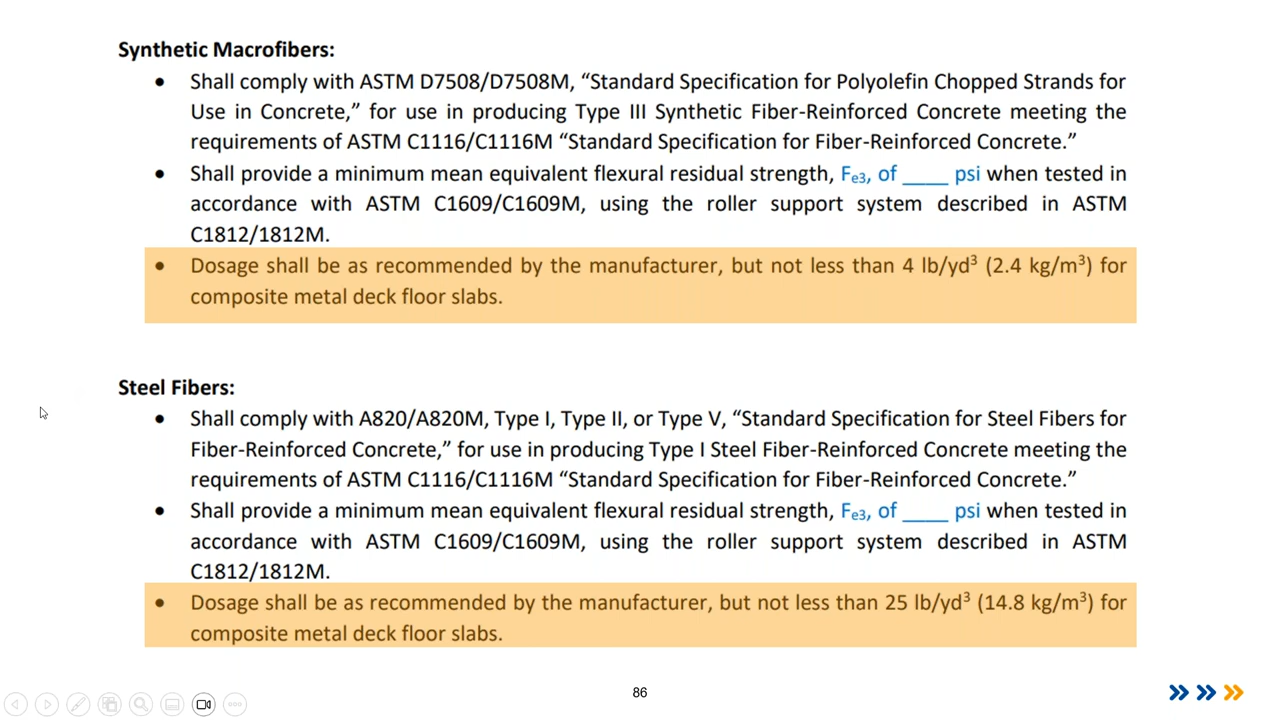 Synthetic Macrofibers:
• Shall comply with ASTM D7508/D7508M, “Standard Specification for Polyolefin Chopped Strands for
Use in Concrete,” for use in producing Type III Synthetic Fiber-Reinforced Concrete meeting the
requirements of ASTM C1116/C1116M “Standard Specification for Fiber-Reinforced Concrete.”
• Shall provide a minimum mean equivalent flexural residual strength, Fe3, of ____ psi when tested in
accordance with ASTM C1609/C1609M, using the roller support system described in ASTM
C1812/1812M.
• Dosage shall be as recommended by the manufacturer, but not less than 4 lb/yd³ (2.4 kg/m³) for
composite metal deck floor slabs.
Steel Fibers:
• Shall comply with A820/A820M, Type I, Type II, or Type V, “Standard Specification for Steel Fibers for
Fiber-Reinforced Concrete,” for use in producing Type I Steel Fiber-Reinforced Concrete meeting the
requirements of ASTM C1116/C1116M “Standard Specification for Fiber-Reinforced Concrete.”
• Shall provide a minimum mean equivalent flexural residual strength, Fe3, of ____ psi when tested in
accordance with ASTM C1609/C1609M, using the roller support system described in ASTM
C1812/1812M.
• Dosage shall be as recommended by the manufacturer, but not less than 25 lb/yd³ (14.8 kg/m³) for
composite metal deck floor slabs.
86